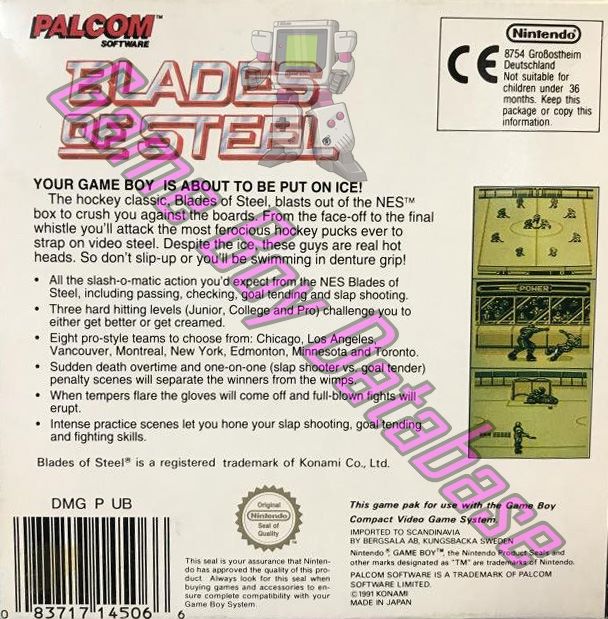 PALCOM
SOFTWARE
BLADES
OF STEEL
Nintendo
8754 Großostheim
Deutschland
CE Not suitable for
children under 36
months. Keep this
package or copy this
information.
YOUR GAME BOY IS ABOUT TO BE PUT ON ICE!
The hockey classic, Blades of Steel, blasts out of the NES™
box to crush you against the boards. From the face-off to the final
whistle you'll attack the most ferocious hockey pucks ever to
strap on video steel. Despite the ice, these guys are real hot
heads. So don't slip-up or you'll be swimming in denture grip!
• All the slash-o-matic action you'd expect from the NES Blades of
Steel, including passing, checking, goal tending and slap shooting.
• Three hard hitting levels (Junior, College and Pro) challenge you to
either get better or get creamed.
• Eight pro-style teams to choose from: Chicago, Los Angeles,
Vancouver, Montreal, New York, Edmonton, Minnesota and Toronto.
• Sudden death overtime and one-on-one (slap shooter vs. goal tender)
penalty scenes will separate the winners from the wimps.
• When tempers flare the gloves will come off and full-blown fights will
erupt.
• Intense practice scenes let you hone your slap shooting, goal tending
and fighting skills.
POWER
Blades of Steel® is a registered trademark of Konami Co., Ltd.
DMG P UB
Original
Nintendo
Seal of
Quality
This seal is your assurance that Ninten-
do has approved the quality of this pro-
duct. Always look for this seal when
buying games and accessories to en-
sure complete compatibility with your
Game Boy System.
0 83717 14506 6
This game pak for use with the Game Boy
Compact Video Game System.
IMPORTED TO SCANDINAVIA
BY BERGSALA AB, KUNGSBACKA SWEDEN
Nintendo®, GAME BOY™, the Nintendo Product Seals and
other marks designated as "TM" are trademarks of Nintendo.
PALCOM SOFTWARE IS A TRADEMARK OF PALCOM
SOFTWARE LIMITED.
©1991 KONAMI
MADE IN JAPAN
Game Boy Database